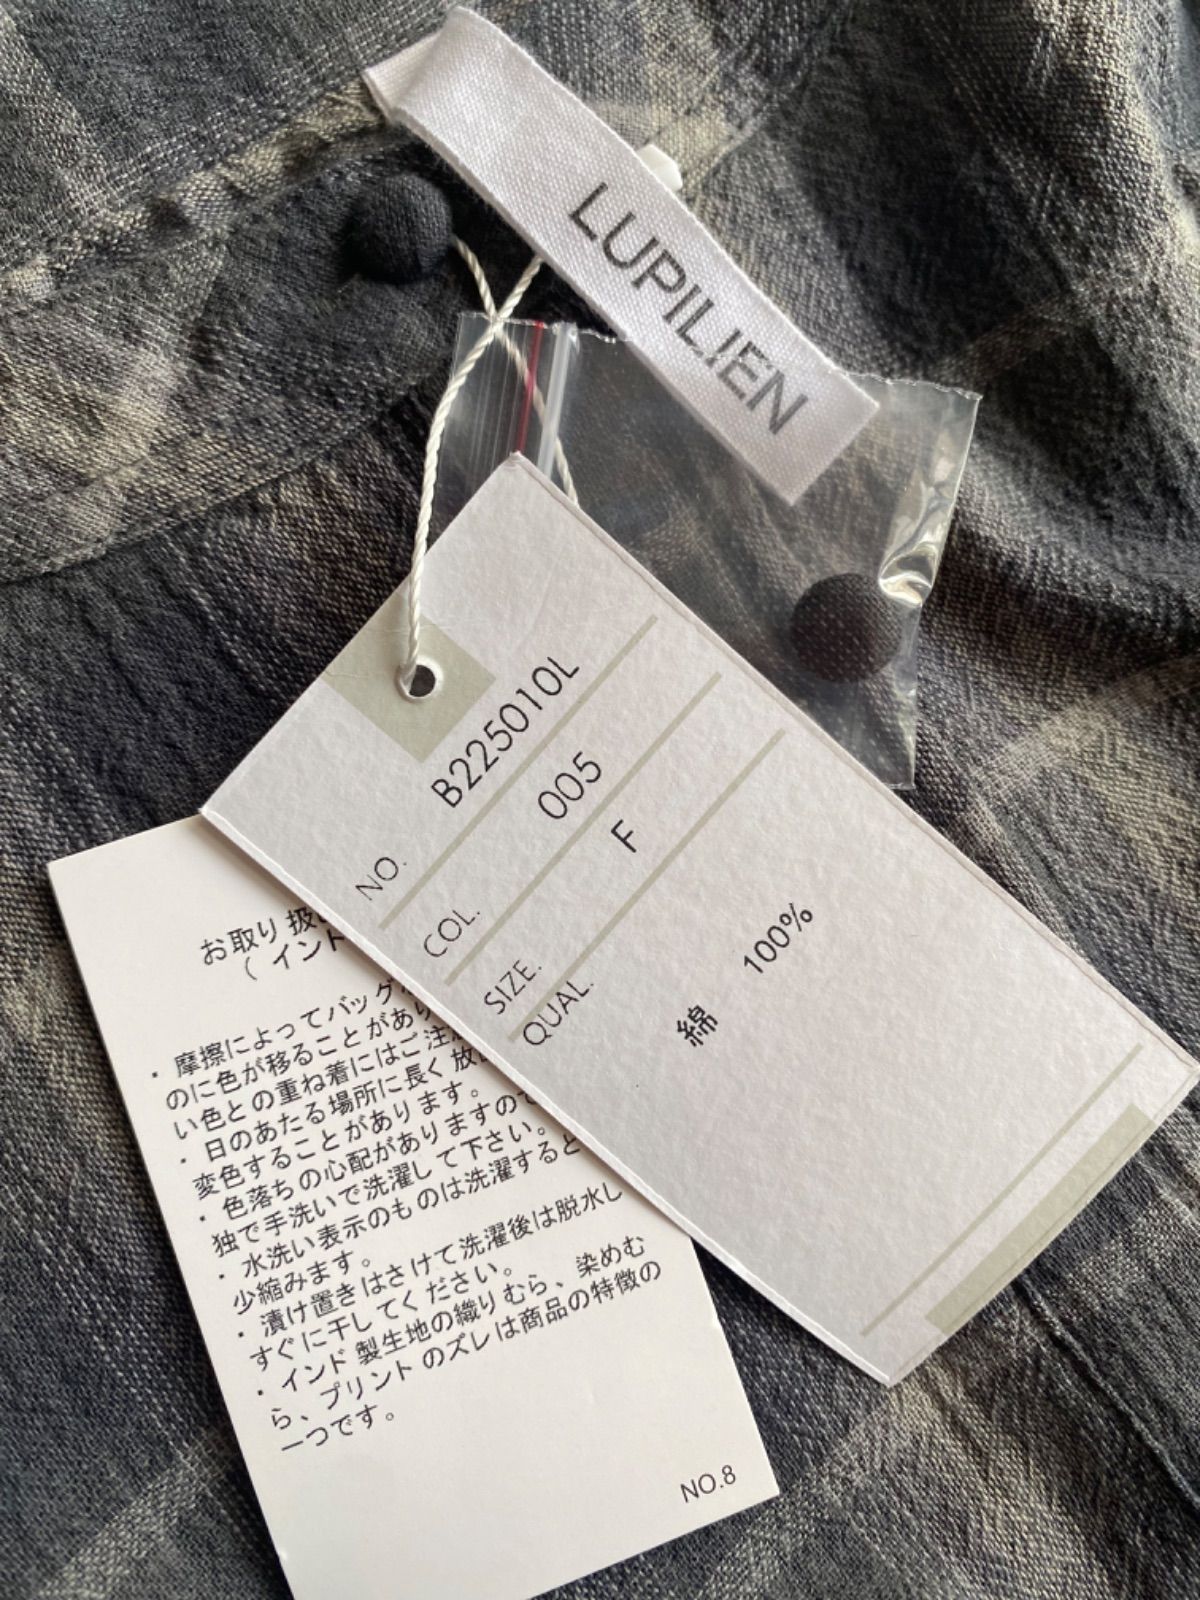 LUPILIEN
NO. B225010L
COL. 005
SIZE. F
QUAL.
綿 100%
お取り扱
( インド
・摩擦によってバッグ
のに色が移ることがあり
い色との重ね着にはご注
・日のあたる場所に長く放
変色することがあります。
・色落ちの心配がありますので
独で手洗いで洗濯して下さい。
・水洗い表示のものは洗濯すると
少縮みます。
・漬け置きはさけて洗濯後は脱水し
すぐに干してください。
・インド製生地の織りむら、染めむ
ら、プリントのズレは商品の特徴の
一つです。
NO.8